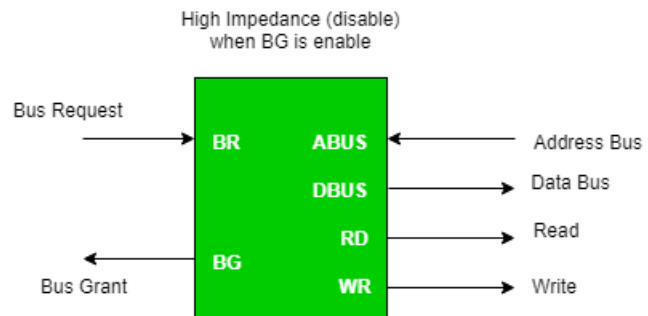 High Impedance (disable)
when BG is enable
Bus Request
BR
ABUS
Address Bus
DBUS
Data Bus
RD
Read
BG
Bus Grant
WR
Write